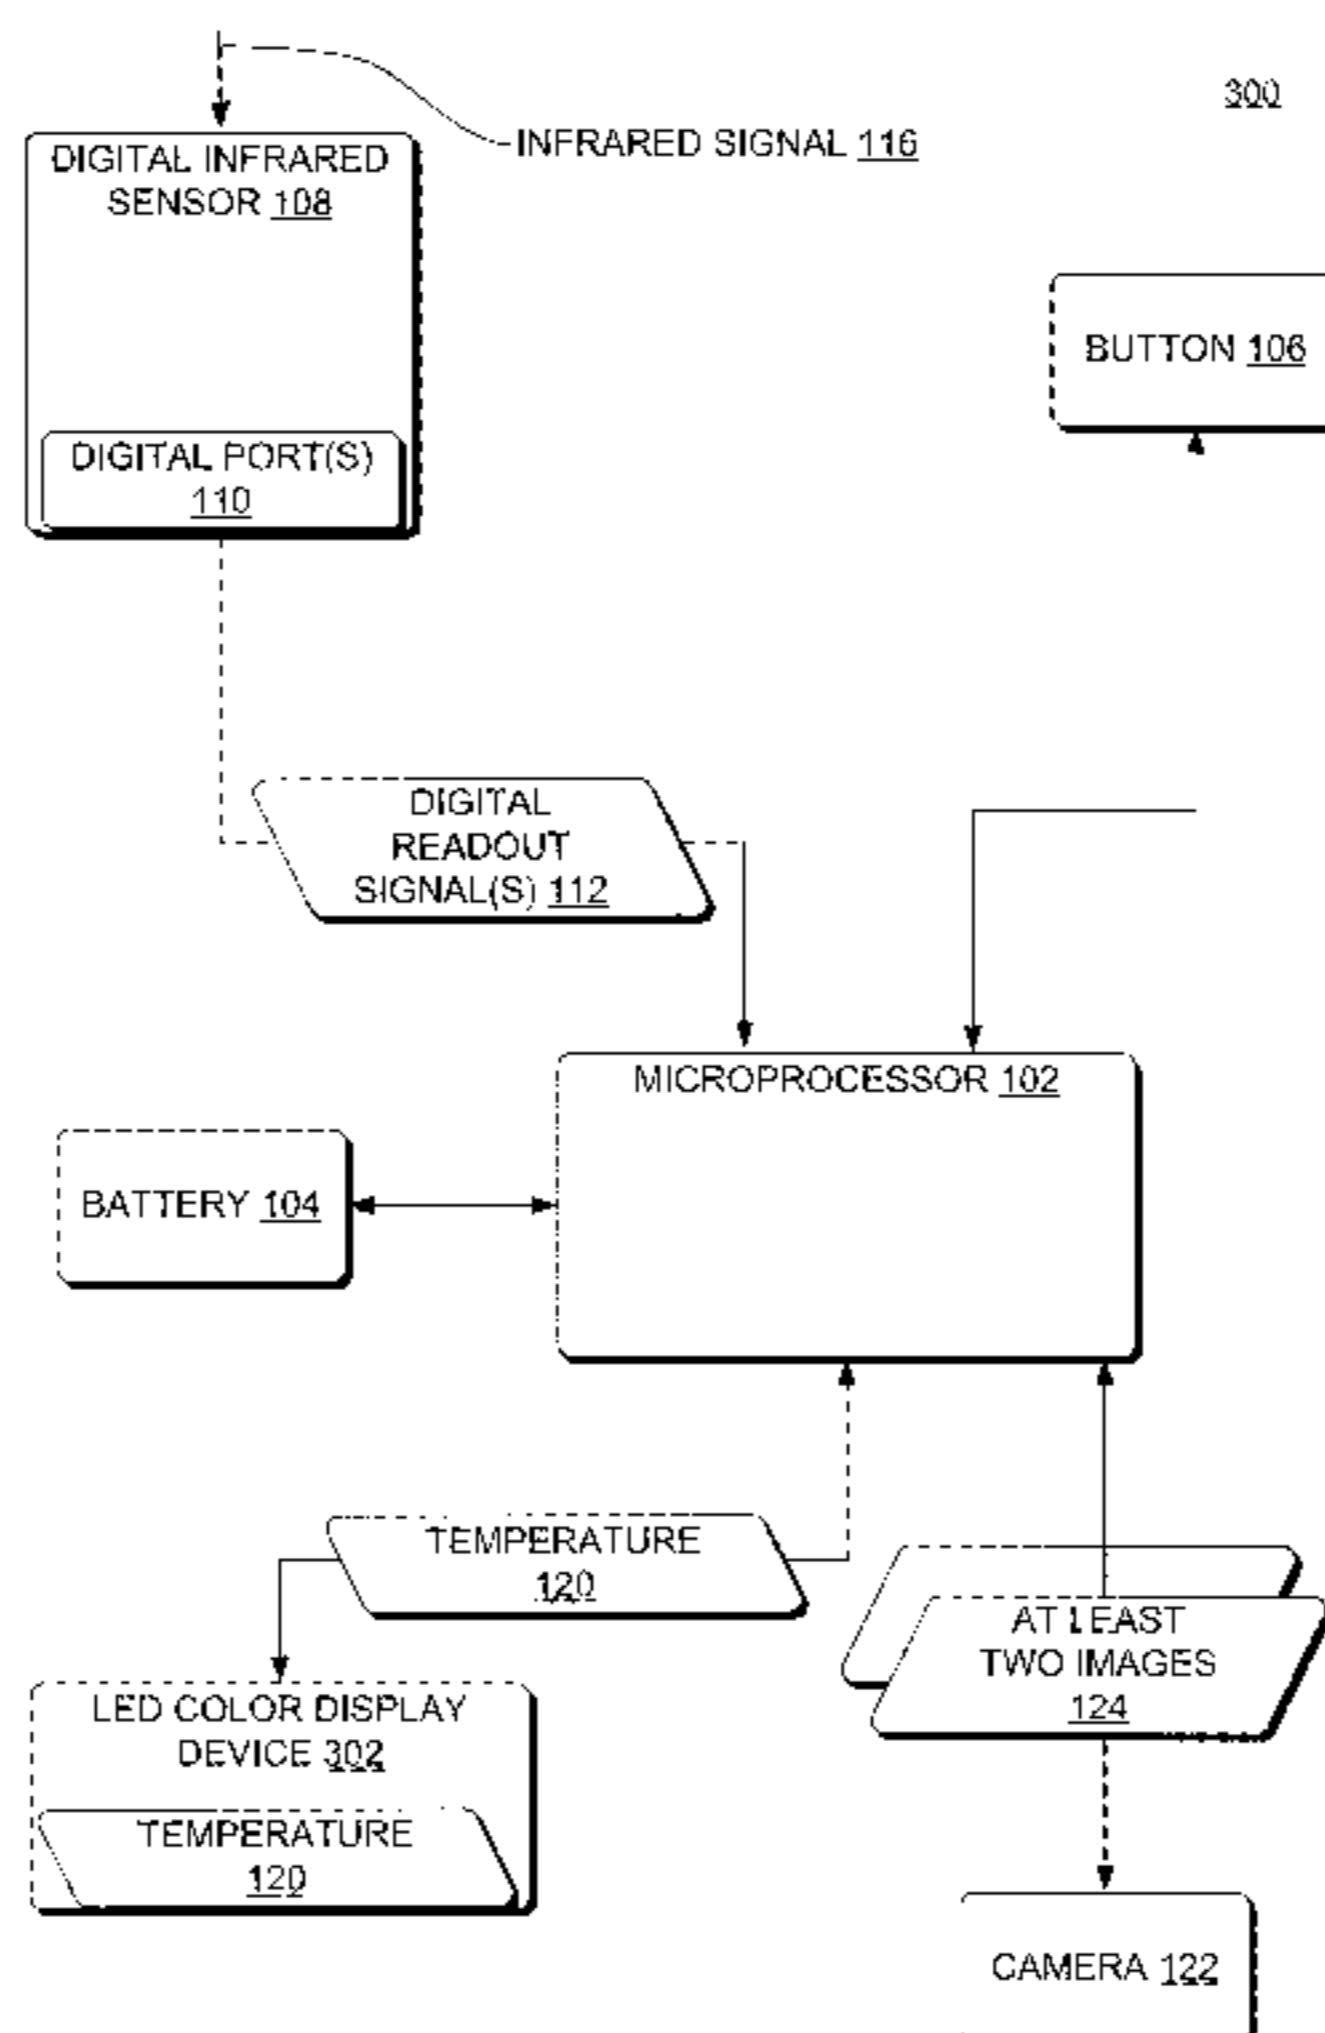 300
INFRARED SIGNAL 116
DIGITAL INFRARED
SENSOR 108
BUTTON 106
DIGITAL PORT(S)
110
DIGITAL
READOUT
SIGNAL(S) 112
MICROPROCESSOR 102
BATTERY 104
TEMPERATURE
120
AT LEAST
TWO IMAGES
124
LED COLOR DISPLAY
DEVICE 302
TEMPERATURE
120
CAMERA 122